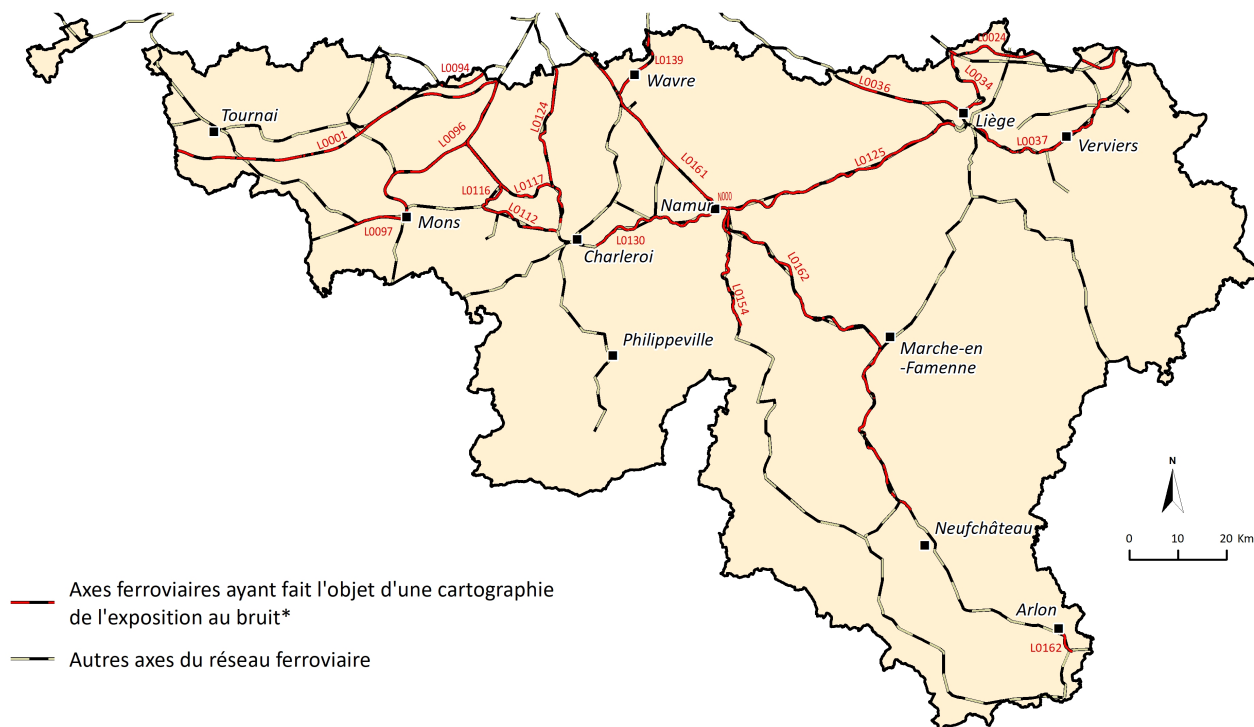 L0094
L0139
Wavre
L0024
L0034
L0036
Liège
Tournai
L0001
L0096
L0124
L0037
Verviers
L0125
L0161
L0116
L0117
Namur
N000
L0112
Mons
L0097
Charleroi
L0130
L0162
L0154
Philippeville
Marche-en
-Famenne
N
Neufchâteau
0 10 20 Km
Axes ferroviaires ayant fait l'objet d'une cartographie
de l'exposition au bruit*
Autres axes du réseau ferroviaire
Arlon
L0162